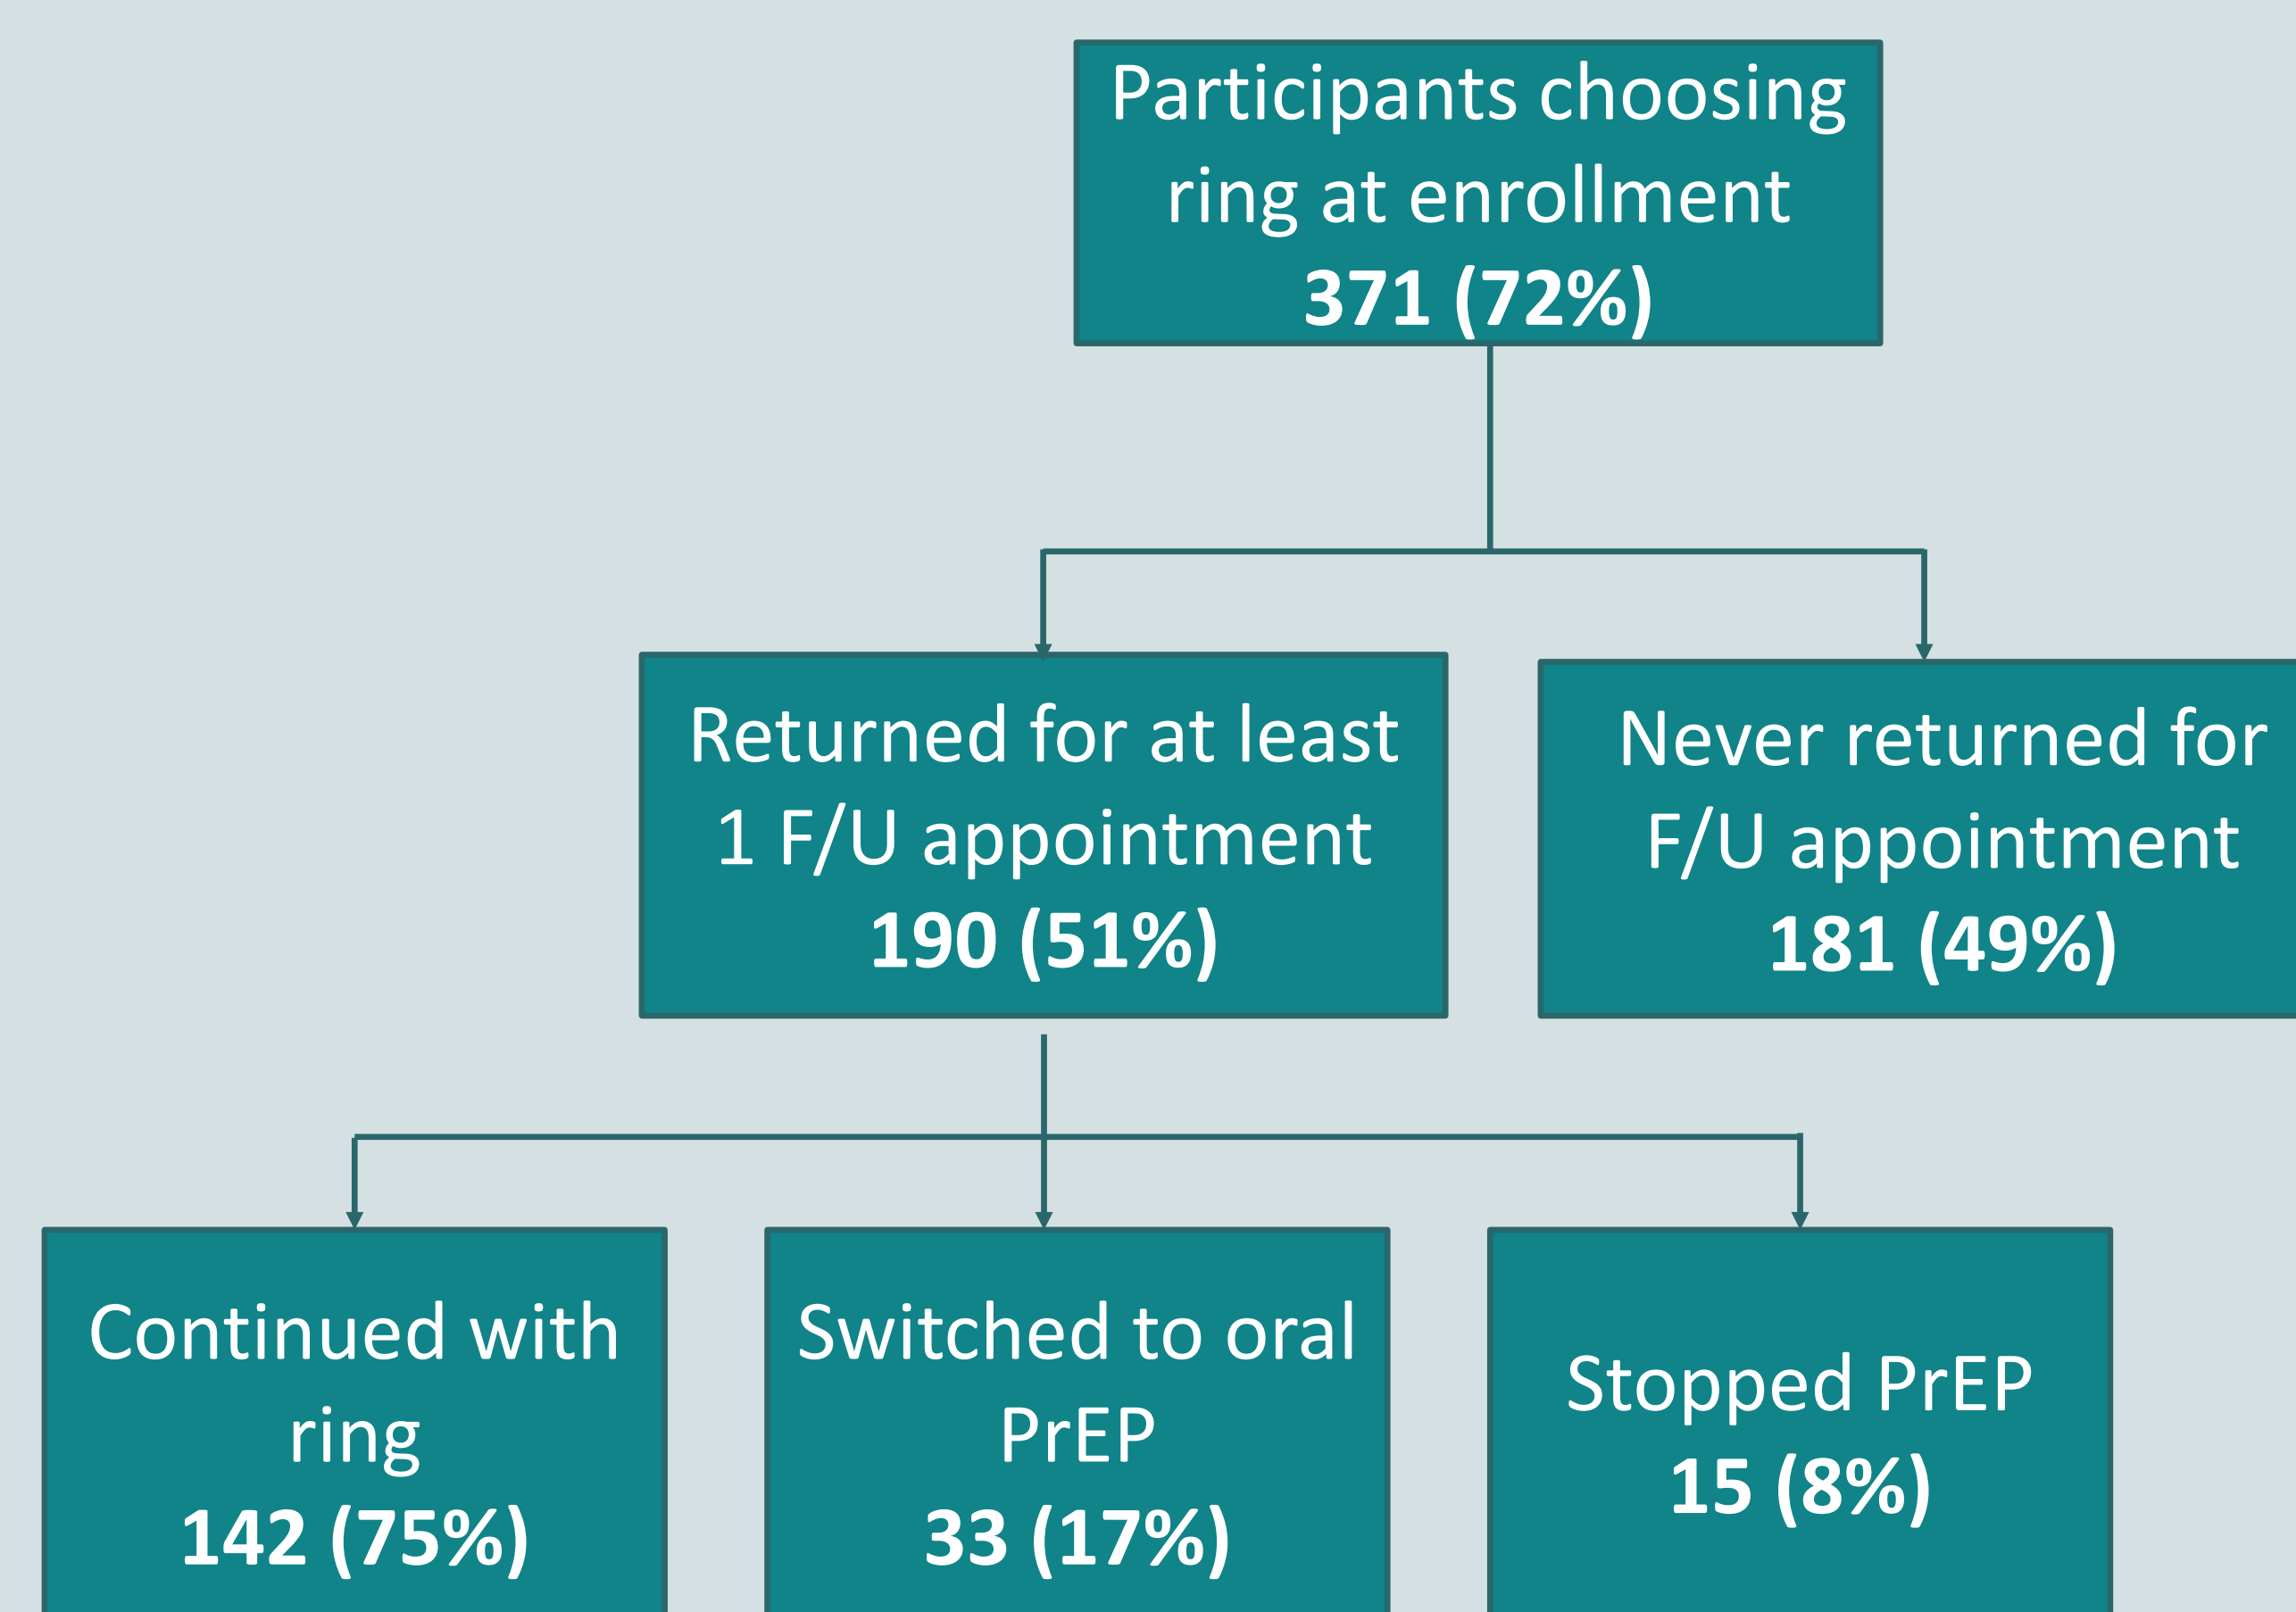 Participants choosing
ring at enrollment
371 (72%)
Returned for at least
1 F/U appointment
190 (51%)
Never returned for
F/U appointment
181 (49%)
Continued with
ring
142 (75%)
Switched to oral
PrEP
33 (17%)
Stopped PrEP
15 (8%)